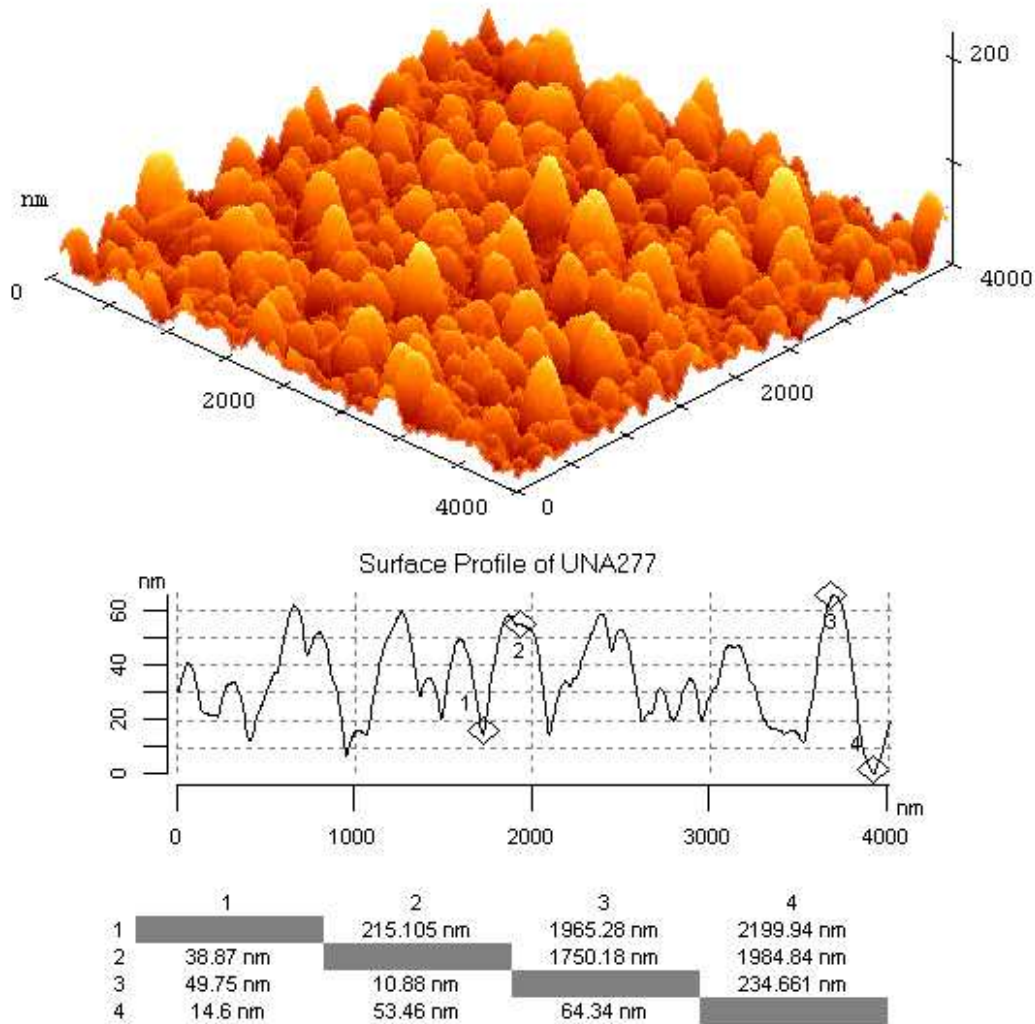 200
nm
0
4000
2000
2000
4000
0
Surface Profile of UNA277
nm
60
40
20
0
1
2
3
4
nm
0 1000 2000 3000 4000
1 2 3 4
1 215.105 nm 1965.28 nm 2199.94 nm
2 38.87 nm 1750.18 nm 1984.84 nm
3 49.75 nm 10.88 nm 234.661 nm
4 14.6 nm 53.46 nm 64.34 nm